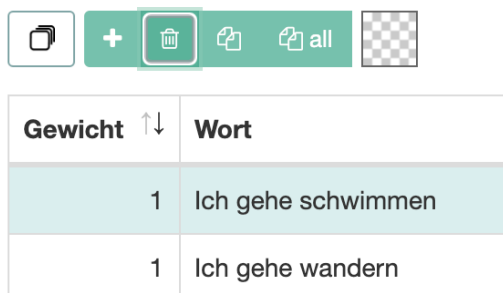 all
Gewicht Wort
1 Ich gehe schwimmen
1 Ich gehe wandern